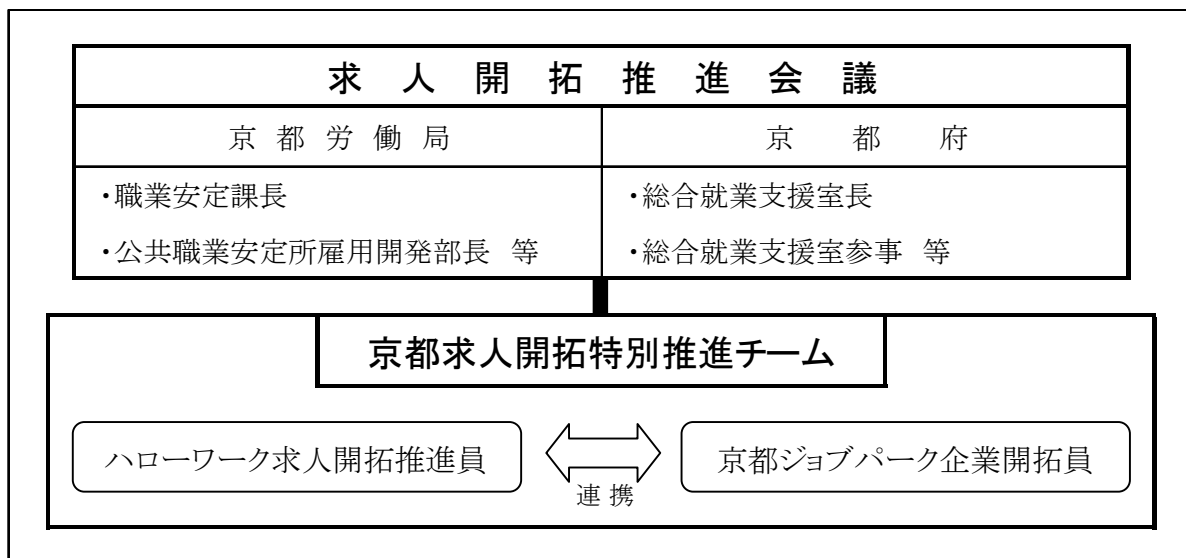 求人開拓推進会議
京都労働局
京都府
・職業安定課長
・公共職業安定所雇用開発部長 等
・総合就業支援室長
・総合就業支援室参事 等
京都求人開拓特別推進チーム
ハローワーク求人開拓推進員
連携
京都ジョブパーク企業開拓員